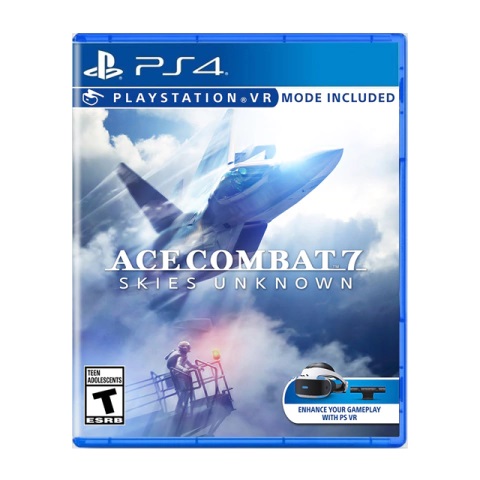 PS4
PLAYSTATION®VR MODE INCLUDED
ACE COMBAT 7
SKIES UNKNOWN
TEEN
ADOLESCENTS
T
ESRB
ENHANCE YOUR GAMEPLAY
WITH PS VR